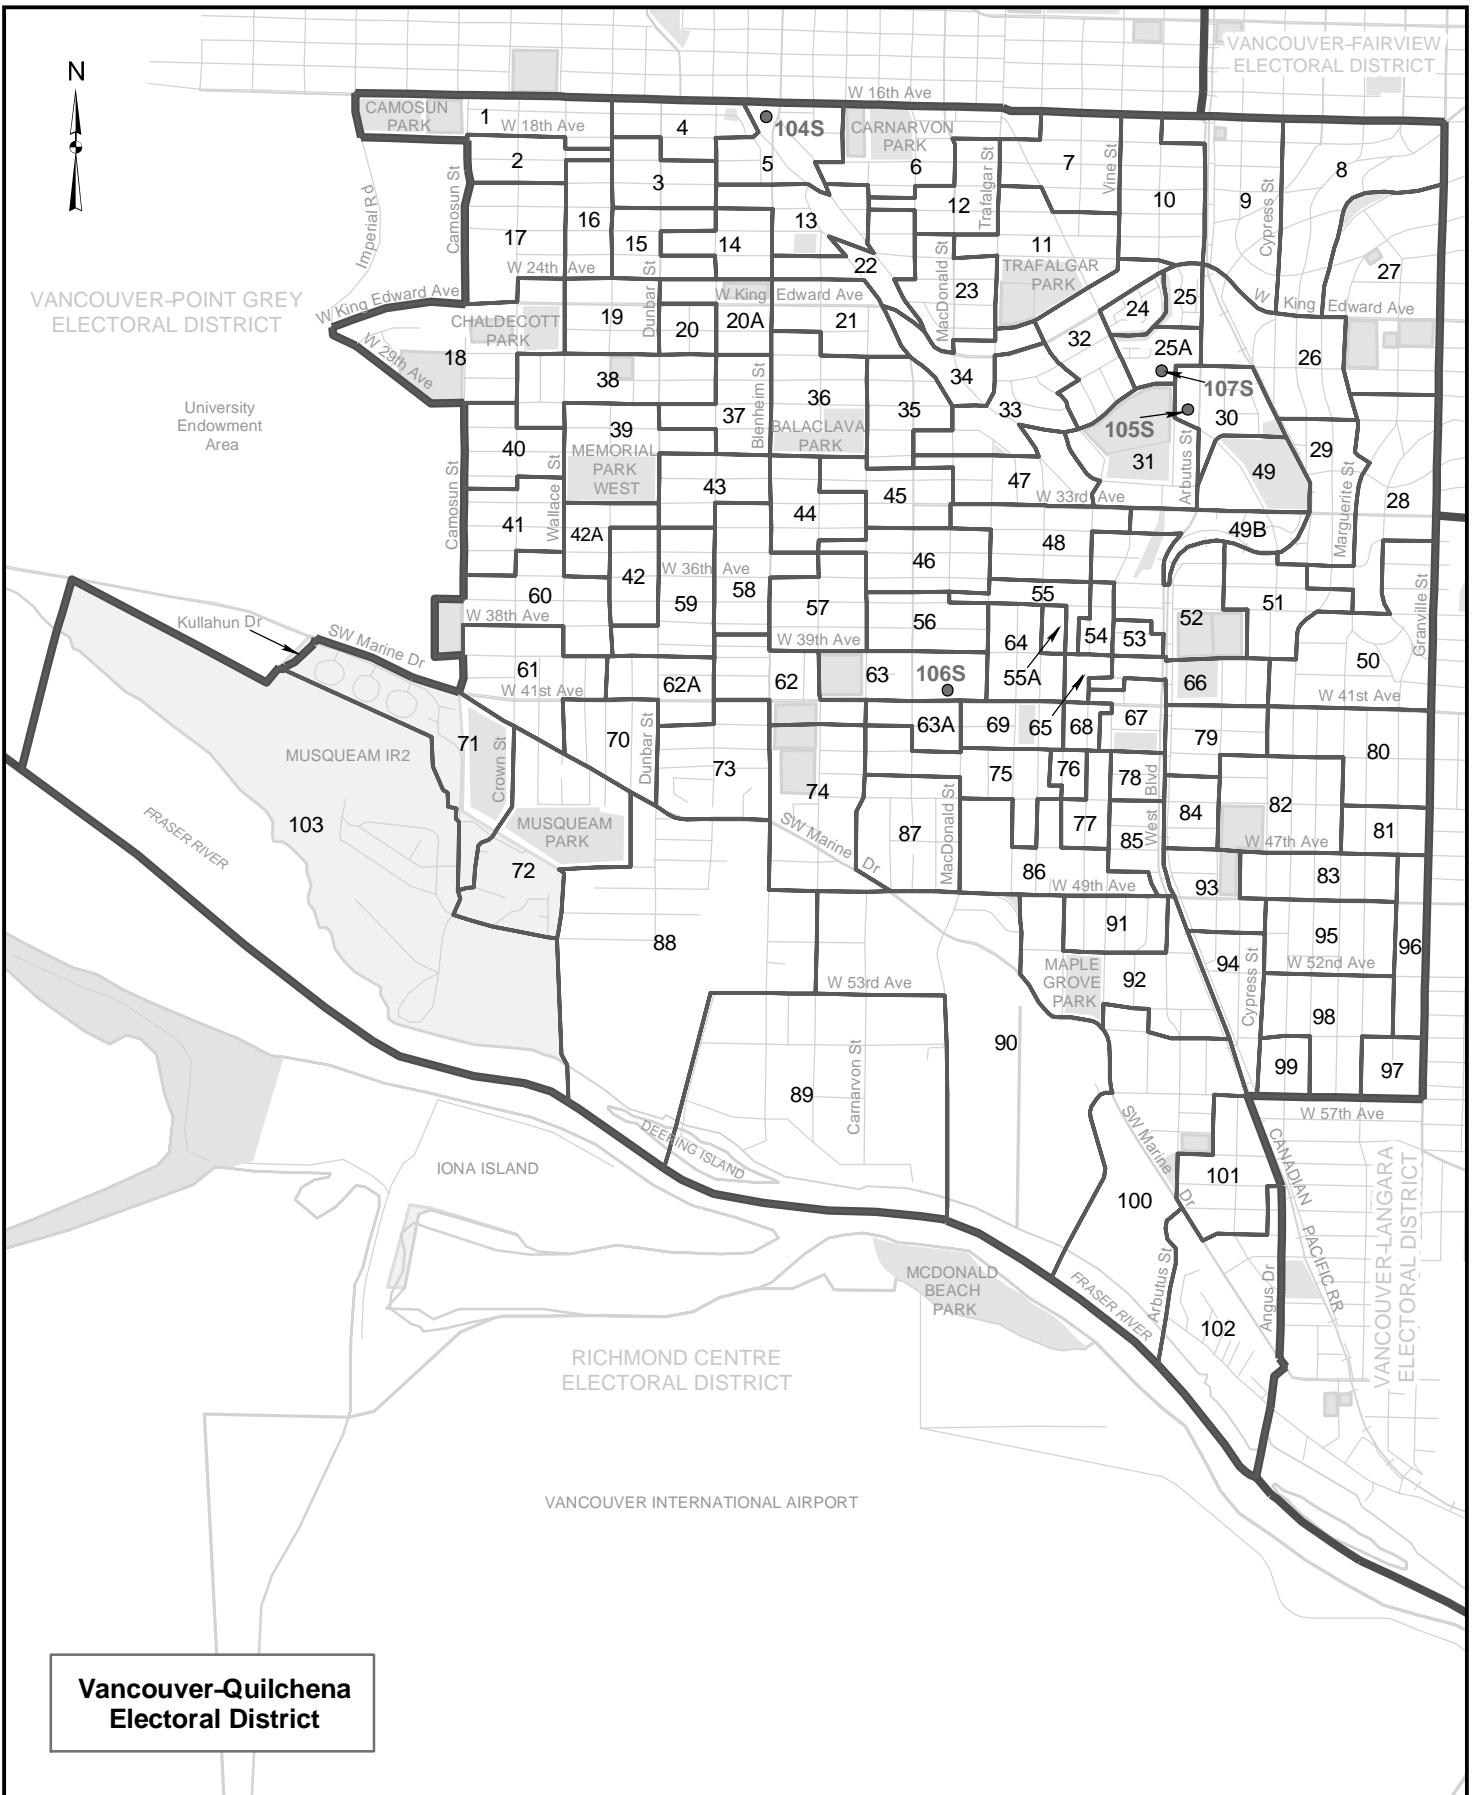 VANCOUVER-FAIRVIEW
ELECTORAL DISTRICT
N
W 16th Ave
CAMOSUN
PARK
1
W 18th Ave
4
104S
CARNARVON
PARK
2
5
6
7
8
3
Imperial Rd
Camosun St
Trafalgar St
Vine St
10
9
Cypress St
12
16
13
17
15
14
11
W 24th Ave
Dunbar St
22
MacDonald St
TRAFALGAR
PARK
27
23
VANCOUVER-POINT GREY
ELECTORAL DISTRICT
W King Edward Ave
W King Edward Ave
W King Edward Ave
25
24
CHALDECOTT
PARK
19
20
20A
21
32
25A
26
W 29th Ave
18
38
34
107S
University
Endowment
Area
37
Blenheim St
36
35
33
30
BALACLAVA
PARK
105S
Arbutus St
39
40
MEMORIAL
PARK
WEST
31
49
29
Wallace St
43
45
47
W 33rd Ave
Marguerite St
28
Camosun St
41
42A
44
48
49B
46
42
W 36th Ave
58
60
59
57
55
51
52
Granville St
Kullahun Dr
SW Marine Dr
W 38th Ave
56
64
54
53
W 39th Ave
50
61
62A
62
63
106S
55A
66
W 41st Ave
W 41st Ave
65
63A
69
68
67
71
70
79
80
MUSQUEAM IR2
Crown St
Dunbar St
73
75
76
78
West Blvd
74
MacDonald St
82
84
FRASER RIVER
103
MUSQUEAM
PARK
SW Marine Dr
87
77
85
W 47th Ave
81
72
86
W 49th Ave
93
83
91
88
95
96
MAPLE
GROVE
PARK
92
94
W 52nd Ave
W 53rd Ave
Cypress St
98
90
89
Carnarvon St
99
97
DEERING ISLAND
SW Marine Dr
W 57th Ave
IONA ISLAND
101
100
CANADIAN PACIFIC RR
VANCOUVER-LANGARA
ELECTORAL DISTRICT
MCDONALD
BEACH
PARK
FRASER RIVER
Arbutus St
Angus Dr
102
RICHMOND CENTRE
ELECTORAL DISTRICT
VANCOUVER INTERNATIONAL AIRPORT
Vancouver-Quilchena
Electoral District